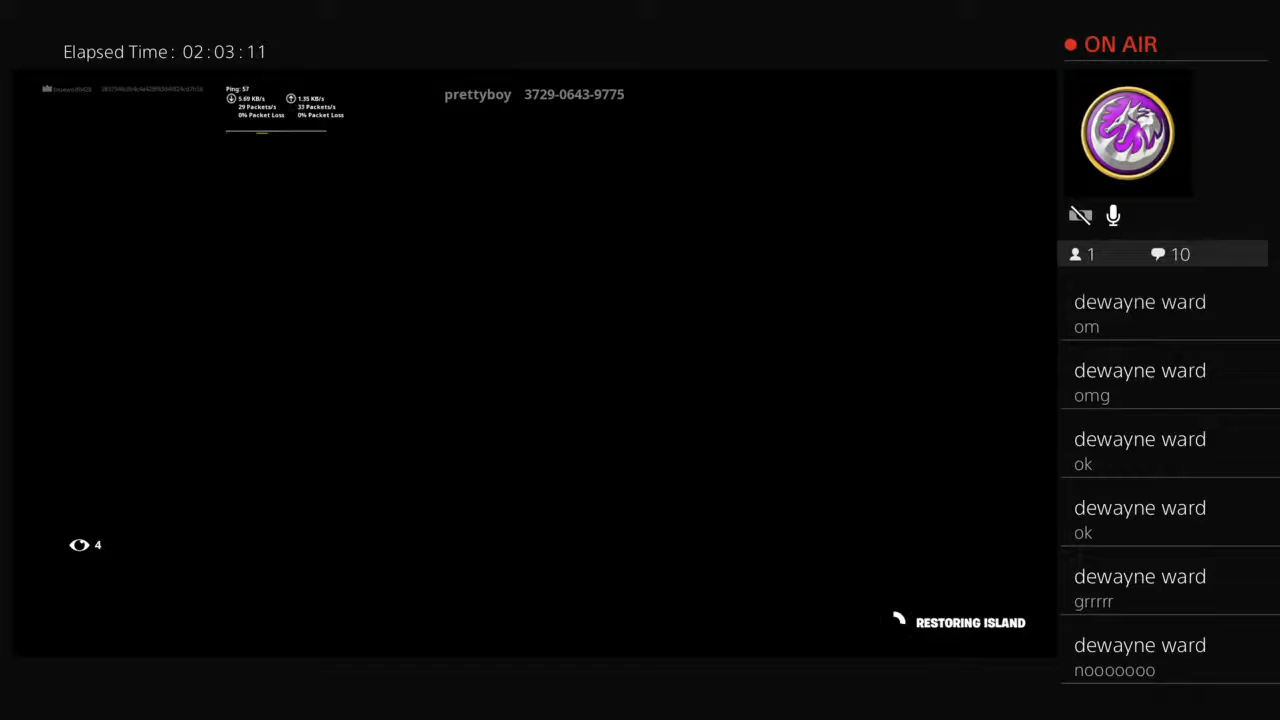 Elapsed Time: 02:03:11
ON AIR
Ping: 57
5.69 KB/s 1.35 KB/s
29 Packets/s 33 Packets/s
0% Packet Loss 0% Packet Loss
prettyboy 3729-0643-9775
1 10
dewayne ward
om
dewayne ward
omg
dewayne ward
ok
dewayne ward
ok
dewayne ward
grrrrr
dewayne ward
nooooooo
4
RESTORING ISLAND